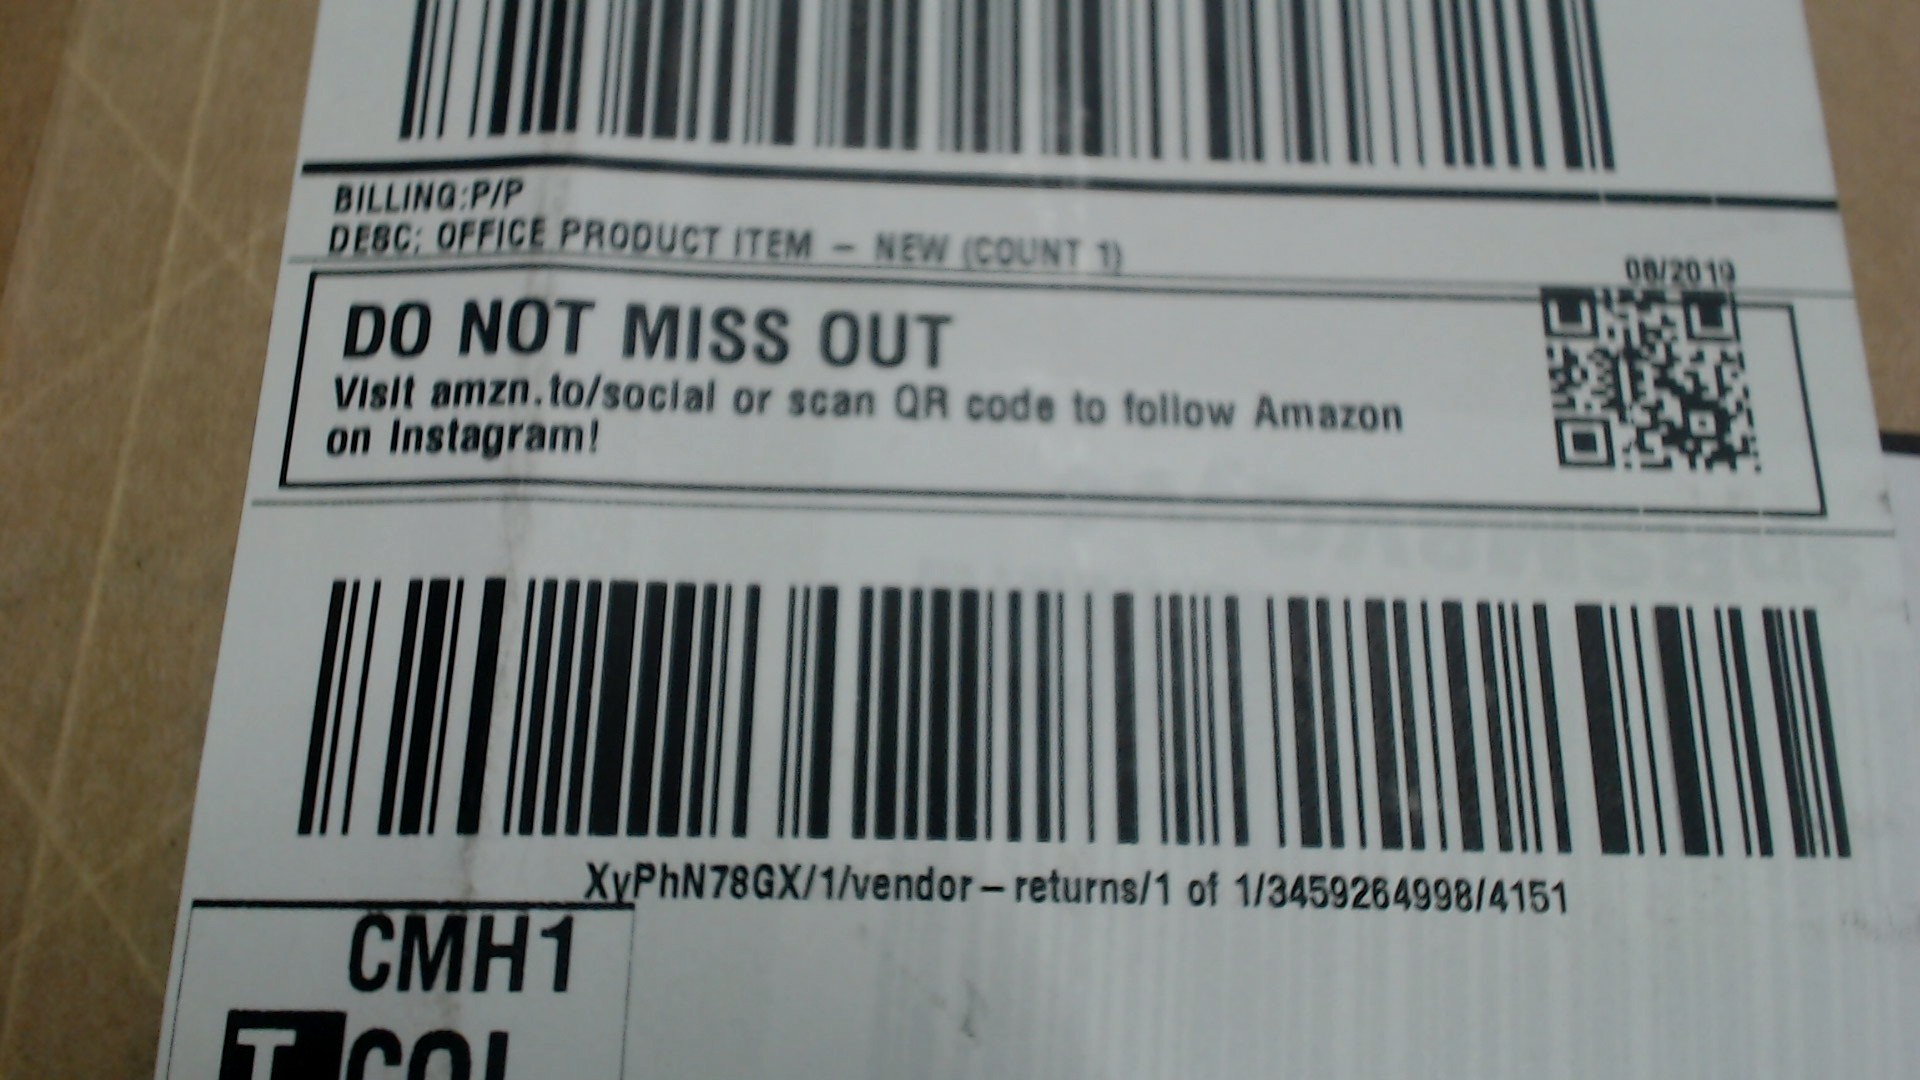 BILLING:P/P
DESC: OFFICE PRODUCT ITEM - NEW (COUNT 1)
08/2019
DO NOT MISS OUT
Visit amzn.to/social or scan QR code to follow Amazon
on Instagram!
XyPhN78GX/1/vendor-returns/1 of 1/3459264998/4151
CMH1
T COL